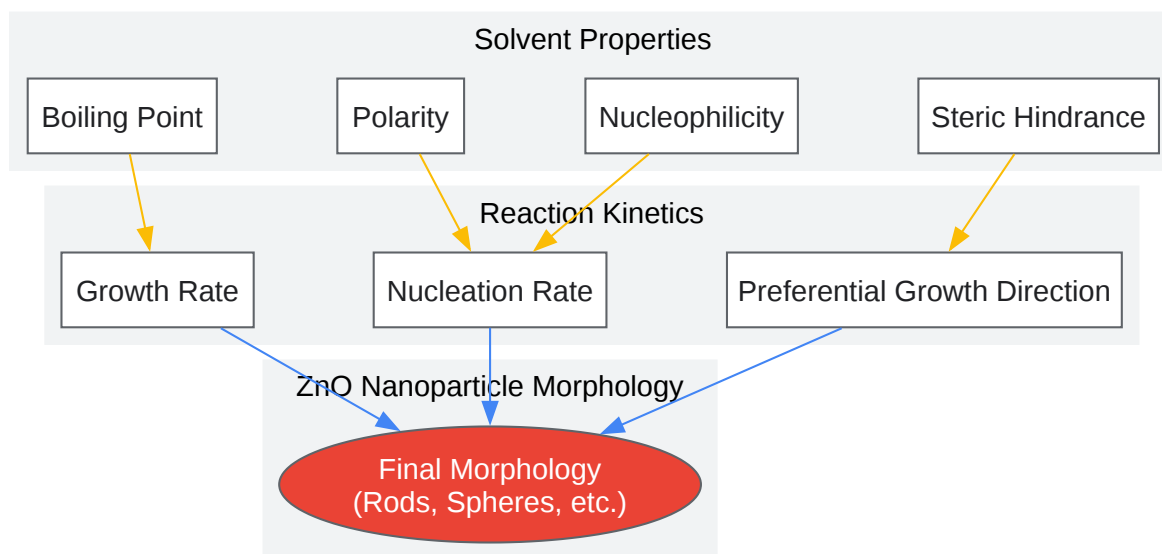 Solvent Properties
Boiling Point
Polarity
Nucleophilicity
Steric Hindrance
Reaction Kinetics
Growth Rate
Nucleation Rate
Preferential Growth Direction
ZnO Nanoparticle Morphology
Final Morphology
(Rods, Spheres, etc.)